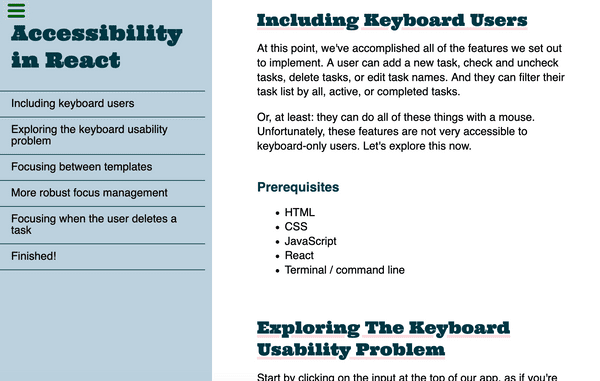 Accessibility
in React
Including keyboard users
Exploring the keyboard usability
problem
Focusing between templates
More robust focus management
Focusing when the user deletes a
task
Finished!
Including Keyboard Users
At this point, we've accomplished all of the features we set out
to implement. A user can add a new task, check and uncheck
tasks, delete tasks, or edit task names. And they can filter their
task list by all, active, or completed tasks.
Or, at least: they can do all of these things with a mouse.
Unfortunately, these features are not very accessible to
keyboard-only users. Let's explore this now.
Prerequisites
HTML
CSS
JavaScript
React
Terminal / command line
Exploring The Keyboard
Usability Problem
Start by clicking on the input at the top of our app, as if you're